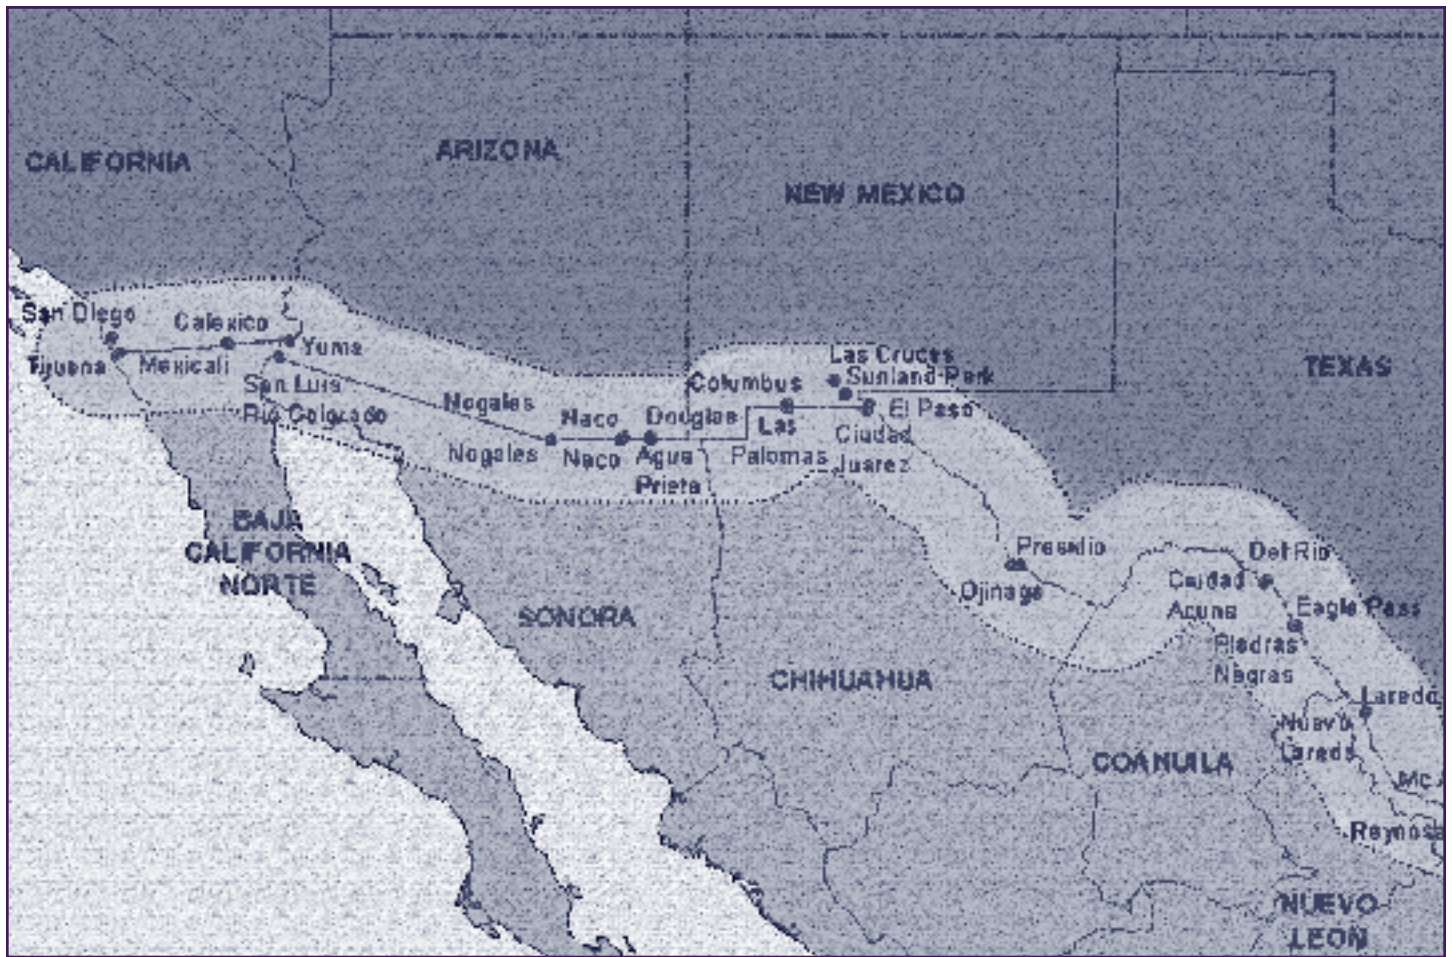 CALIFORNIA
ARIZONA
NEW MEXICO
TEXAS
San Diego
Tijuana
Calexico
Mexicali
Yuma
San Luis
Rio Colorado
Nogales
Nogales
Naco
Naco
Douglas
Agua
Prieta
Columbus
Las
Palomas
Las Cruces
Sunland Park
El Paso
Ciudad
Juarez
Presidio
Ojinaga
Del Rio
Ciudad
Acuna
Eagle Pass
Piedras
Negras
Laredo
Nuevo
Laredo
Mc
Reynosa
BAJA
CALIFORNIA
NORTE
SONORA
CHIHUAHUA
COAHUILA
NUEVO
LEON